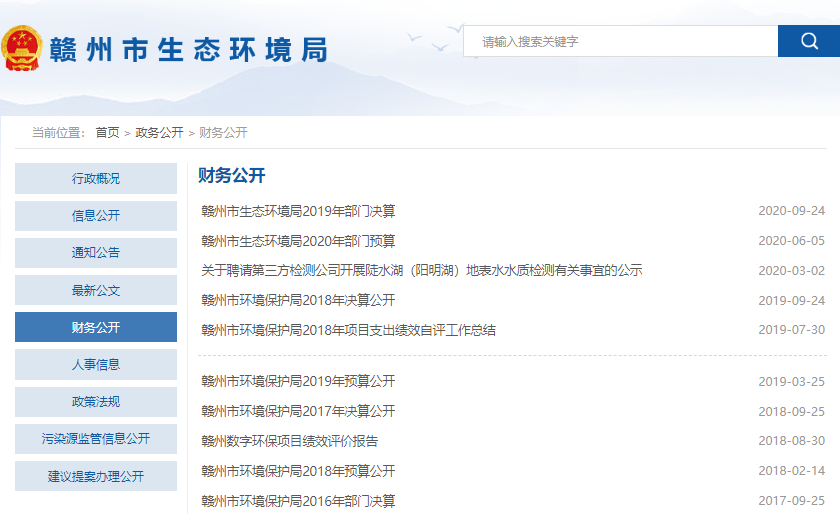 赣州市生态环境局
请输入搜索关键字
当前位置： 首页 > 政务公开 > 财务公开
行政概况
信息公开
通知公告
最新公文
财务公开
人事信息
政策法规
污染源监管信息公开
建议提案办理公开
财务公开
赣州市生态环境局2019年部门决算 2020-09-24
赣州市生态环境局2020年部门预算 2020-06-05
关于聘请第三方检测公司开展陡水湖（阳明湖）地表水水质检测有关事宜的公示 2020-03-02
赣州市环境保护局2018年决算公开 2019-09-24
赣州市环境保护局2018年项目支出绩效自评工作总结 2019-07-30
赣州市环境保护局2019年预算公开 2019-03-25
赣州市环境保护局2017年决算公开 2018-09-25
赣州数字环保项目绩效评价报告 2018-08-30
赣州市环境保护局2018年预算公开 2018-02-14
赣州市环境保护局2016年部门决算 2017-09-25